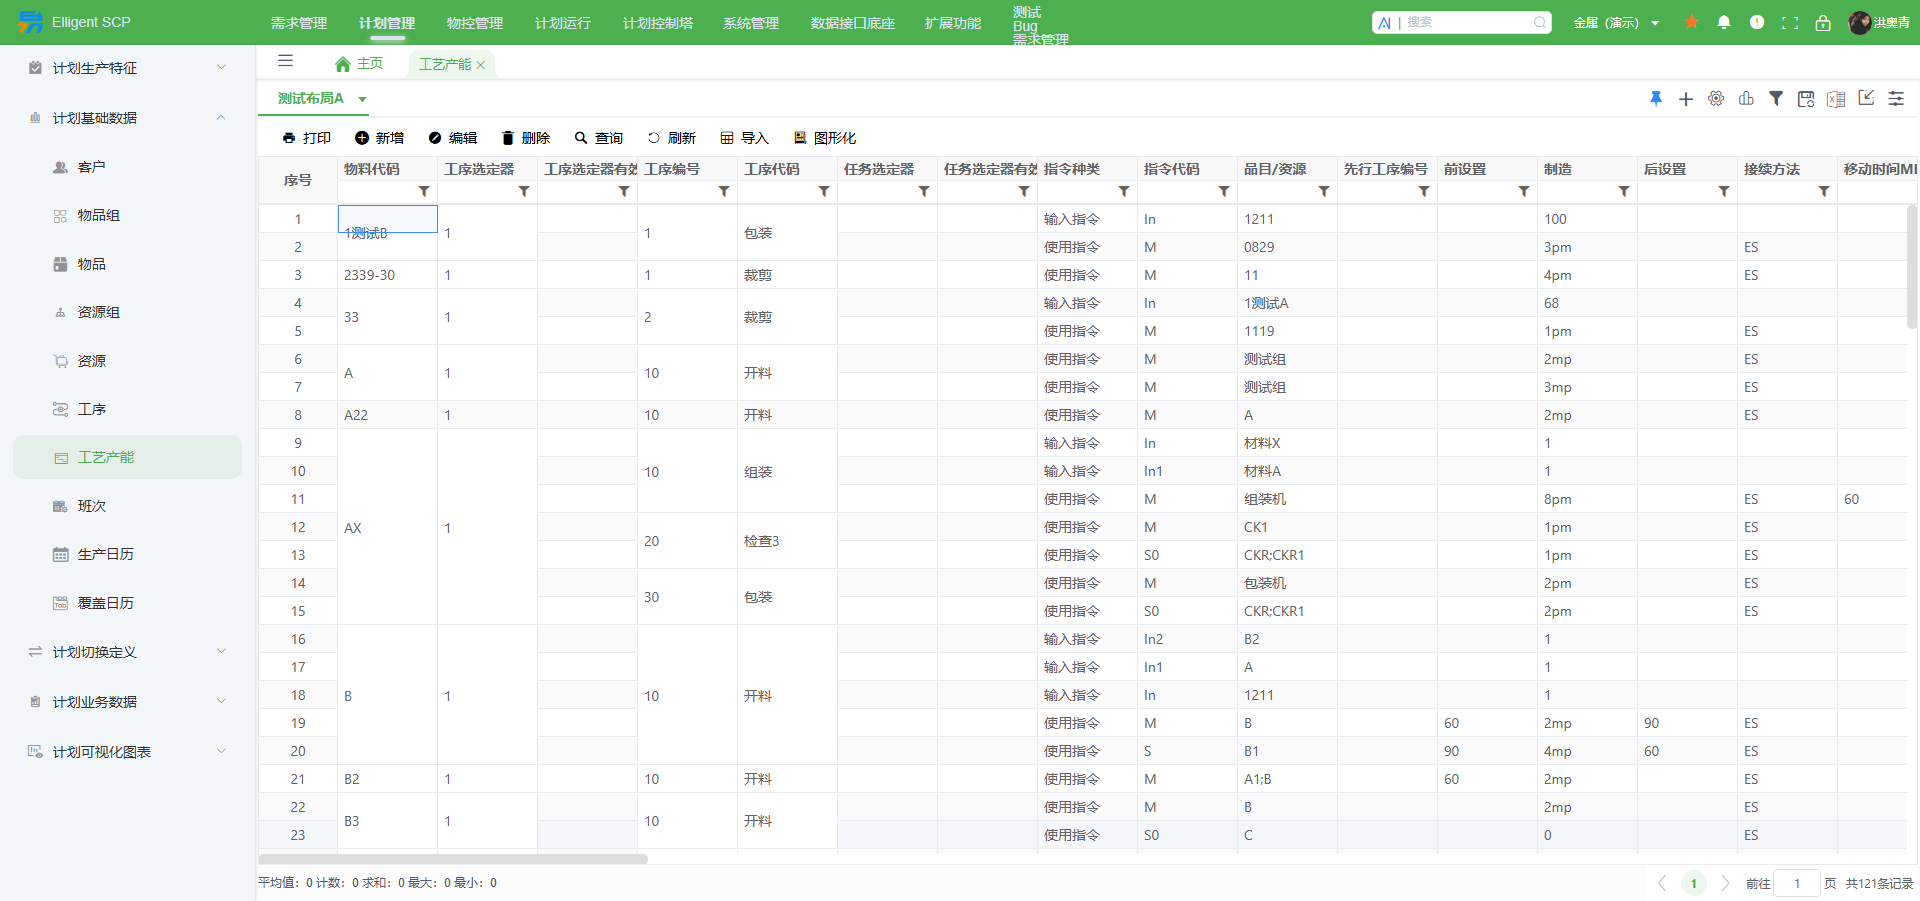 Elligent SCP
需求管理 计划管理 物控管理 计划运行 计划控制塔 系统管理 数据接口底座 扩展功能
测试
Bug
需求管理
搜索
金属（演示）
洪奥青
计划生产特征
计划基础数据
客户
物品组
物品
资源组
资源
工序
工艺产能
班次
生产日历
覆盖日历
计划切换定义
计划业务数据
计划可视化图表
主页 工艺产能
测试布局A
打印 新增 编辑 删除 查询 刷新 导入 图形化
序号 物料代码 工序选定器 工序选定器有效 工序编号 工序代码 任务选定器 任务选定器有效 指令种类 指令代码 品目/资源 先行工序编号 前设置 制造 后设置 接续方法 移动时间MI
1 1测试B 1 1 包装 输入指令 In 1211 100
2 使用指令 M 0829 3pm ES
3 2339-30 1 1 裁剪 使用指令 M 11 4pm ES
4 33 1 2 裁剪 输入指令 In 1测试A 68
5 使用指令 M 1119 1pm ES
6 A 1 10 开料 使用指令 M 测试组 2mp ES
7 使用指令 M 测试组 3mp ES
8 A22 1 10 开料 使用指令 M A 2mp ES
9 AX 1 10 组装 输入指令 In 材料X 1
10 输入指令 In1 材料A 1
11 使用指令 M 组装机 8pm ES 60
12 20 检查3 使用指令 M CK1 1pm ES
13 使用指令 S0 CKR;CKR1 1pm ES
14 30 包装 使用指令 M 包装机 2pm ES
15 使用指令 S0 CKR;CKR1 2pm ES
16 B 1 10 开料 输入指令 In2 B2 1
17 输入指令 In1 A 1
18 输入指令 In 1211 1
19 使用指令 M B 60 2mp 90 ES
20 使用指令 S B1 90 4mp 60 ES
21 B2 1 10 开料 使用指令 M A1;B 60 2mp ES
22 B3 1 10 开料 使用指令 M B 2mp ES
23 使用指令 S0 C 0 ES
平均值：0 计数：0 求和：0 最大：0 最小：0
1 前往 1 页 共121条记录